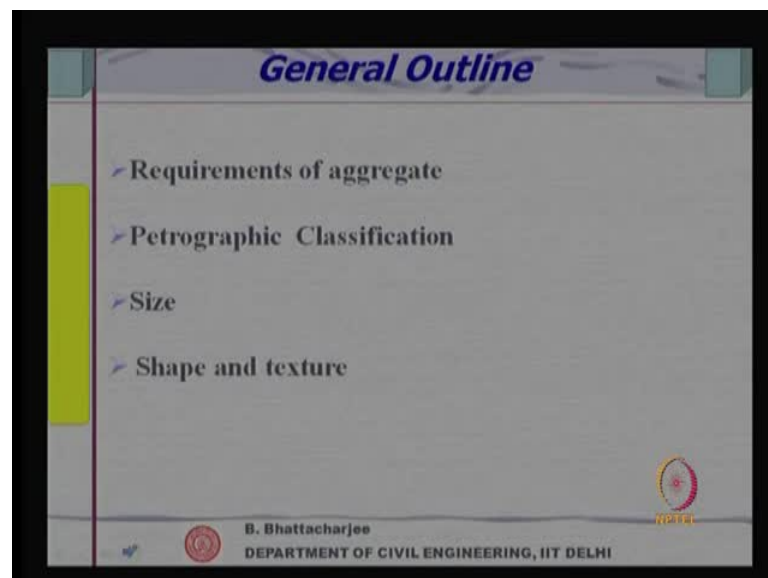 General Outline
Requirements of aggregate
Petrographic Classification
Size
Shape and texture
NPTEL
B. Bhattacharjee
DEPARTMENT OF CIVIL ENGINEERING, IIT DELHI